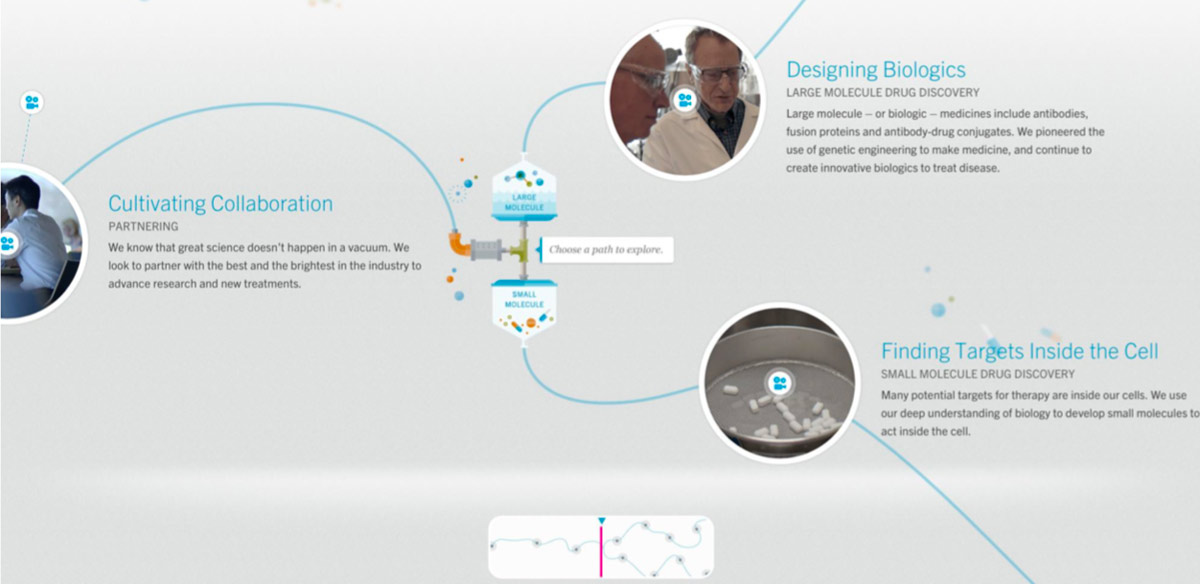 Cultivating Collaboration
PARTNERING
We know that great science doesn't happen in a vacuum. We
look to partner with the best and the brightest in the industry to
advance research and new treatments.
LARGE
MOLECULE
Choose a path to explore.
SMALL
MOLECULE
Designing Biologics
LARGE MOLECULE DRUG DISCOVERY
Large molecule – or biologic – medicines include antibodies,
fusion proteins and antibody-drug conjugates. We pioneered the
use of genetic engineering to make medicine, and continue to
create innovative biologics to treat disease.
Finding Targets Inside the Cell
SMALL MOLECULE DRUG DISCOVERY
Many potential targets for therapy are inside our cells. We use
our deep understanding of biology to develop small molecules to
act inside the cell.